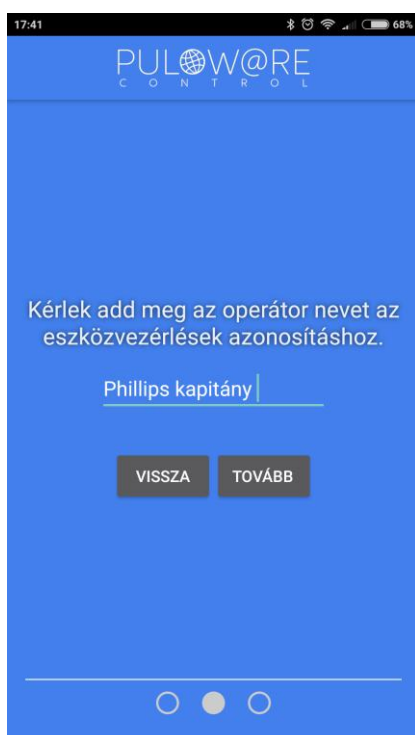 17:41 68%
PULOW@RE
CONTROL
Kérlek add meg az operátor nevet az
eszközvezérlések azonosításhoz.
Phillips kapitány
VISSZA TOVÁBB